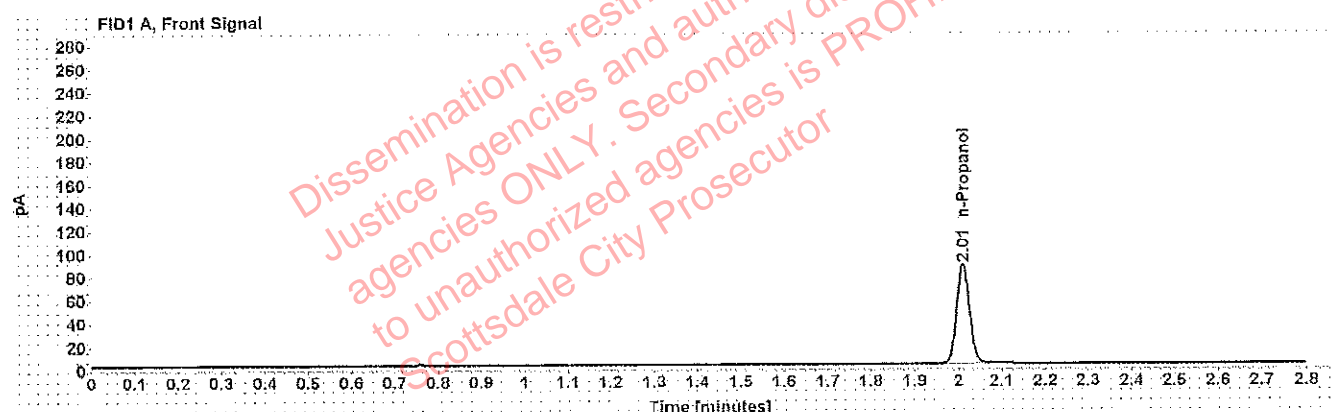 FID1 A, Front Signal
280
260
240
220
200
180
160
140
120
100
80
60
40
20
0
pA
2.01 n-Propanol
0 0.1 0.2 0.3 0.4 0.5 0.6 0.7 0.8 0.9 1 1.1 1.2 1.3 1.4 1.5 1.6 1.7 1.8 1.9 2 2.1 2.2 2.3 2.4 2.5 2.6 2.7 2.8
Time [minutes]
Dissemination is
Justice Agencies and
agencies ONLY. Secondary
to unauthorized agencies is
Scottsdale City Prosecutor